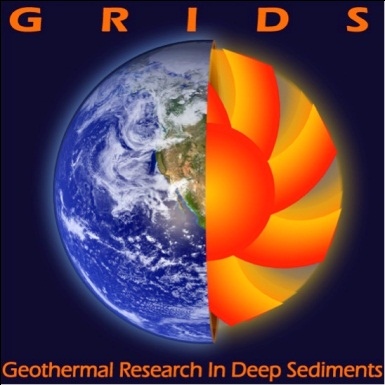 G R I D S
Geothermal Research In Deep Sediments